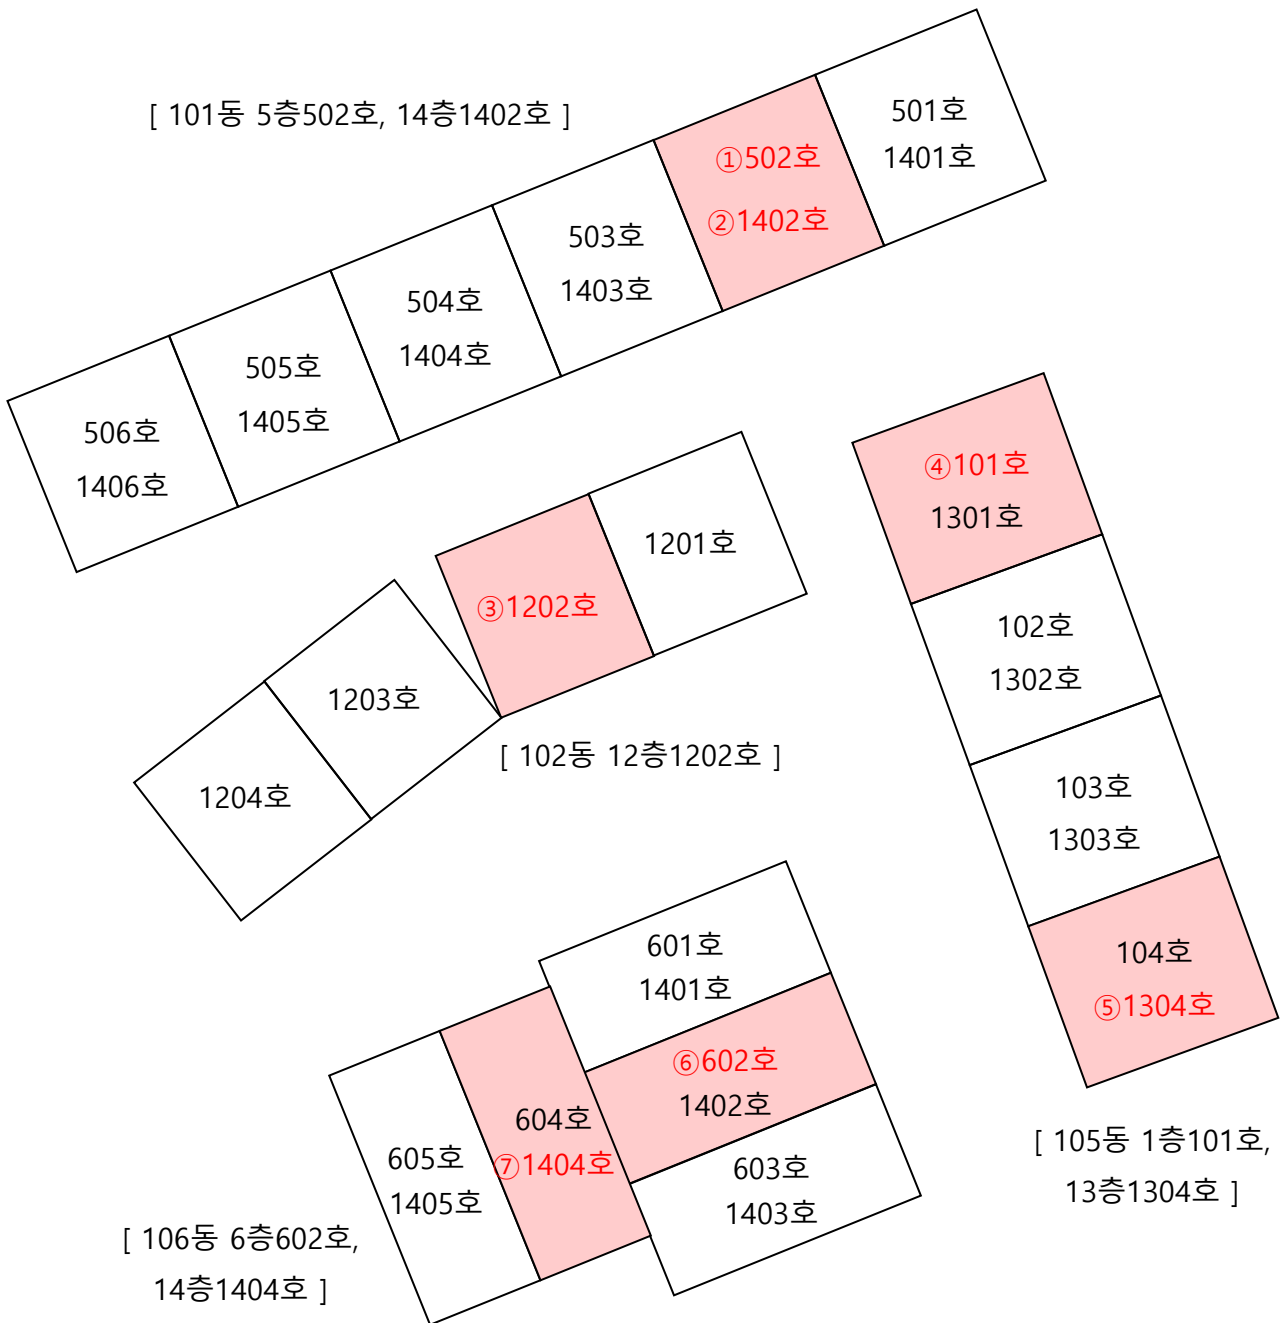 [ 101동 5층502호, 14층1402호 ]
501호
1401호
①502호
②1402호
503호
1403호
504호
1404호
505호
1405호
506호
1406호
1201호
③1202호
1203호
1204호
[ 102동 12층1202호 ]
④101호
1301호
102호
1302호
103호
1303호
104호
⑤1304호
[ 105동 1층101호,
13층1304호 ]
601호
1401호
⑥602호
1402호
603호
1403호
604호
⑦1404호
605호
1405호
[ 106동 6층602호,
14층1404호 ]